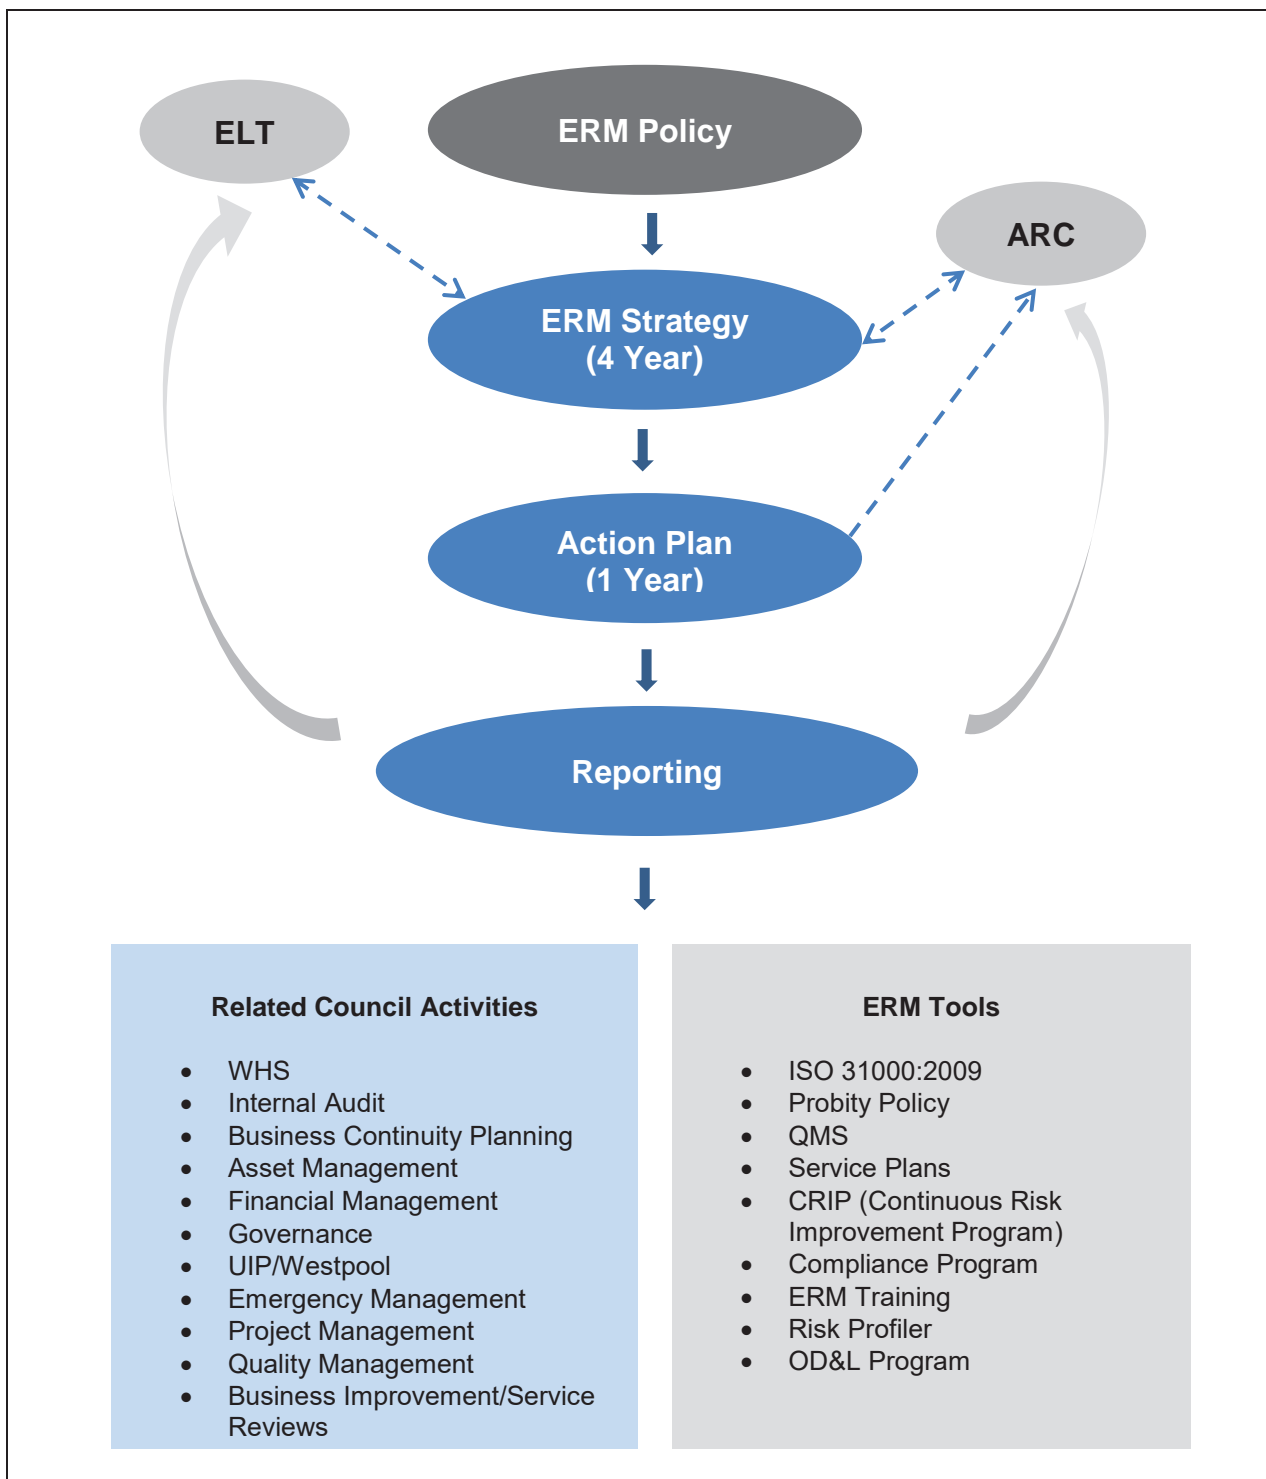 ELT
ERM Policy
ARC
ERM Strategy
(4 Year)
Action Plan
(1 Year)
Reporting
Related Council Activities
• WHS
• Internal Audit
• Business Continuity Planning
• Asset Management
• Financial Management
• Governance
• UIP/Westpool
• Emergency Management
• Project Management
• Quality Management
• Business Improvement/Service
Reviews
ERM Tools
• ISO 31000:2009
• Probity Policy
• QMS
• Service Plans
• CRIP (Continuous Risk
Improvement Program)
• Compliance Program
• ERM Training
• Risk Profiler
• OD&L Program